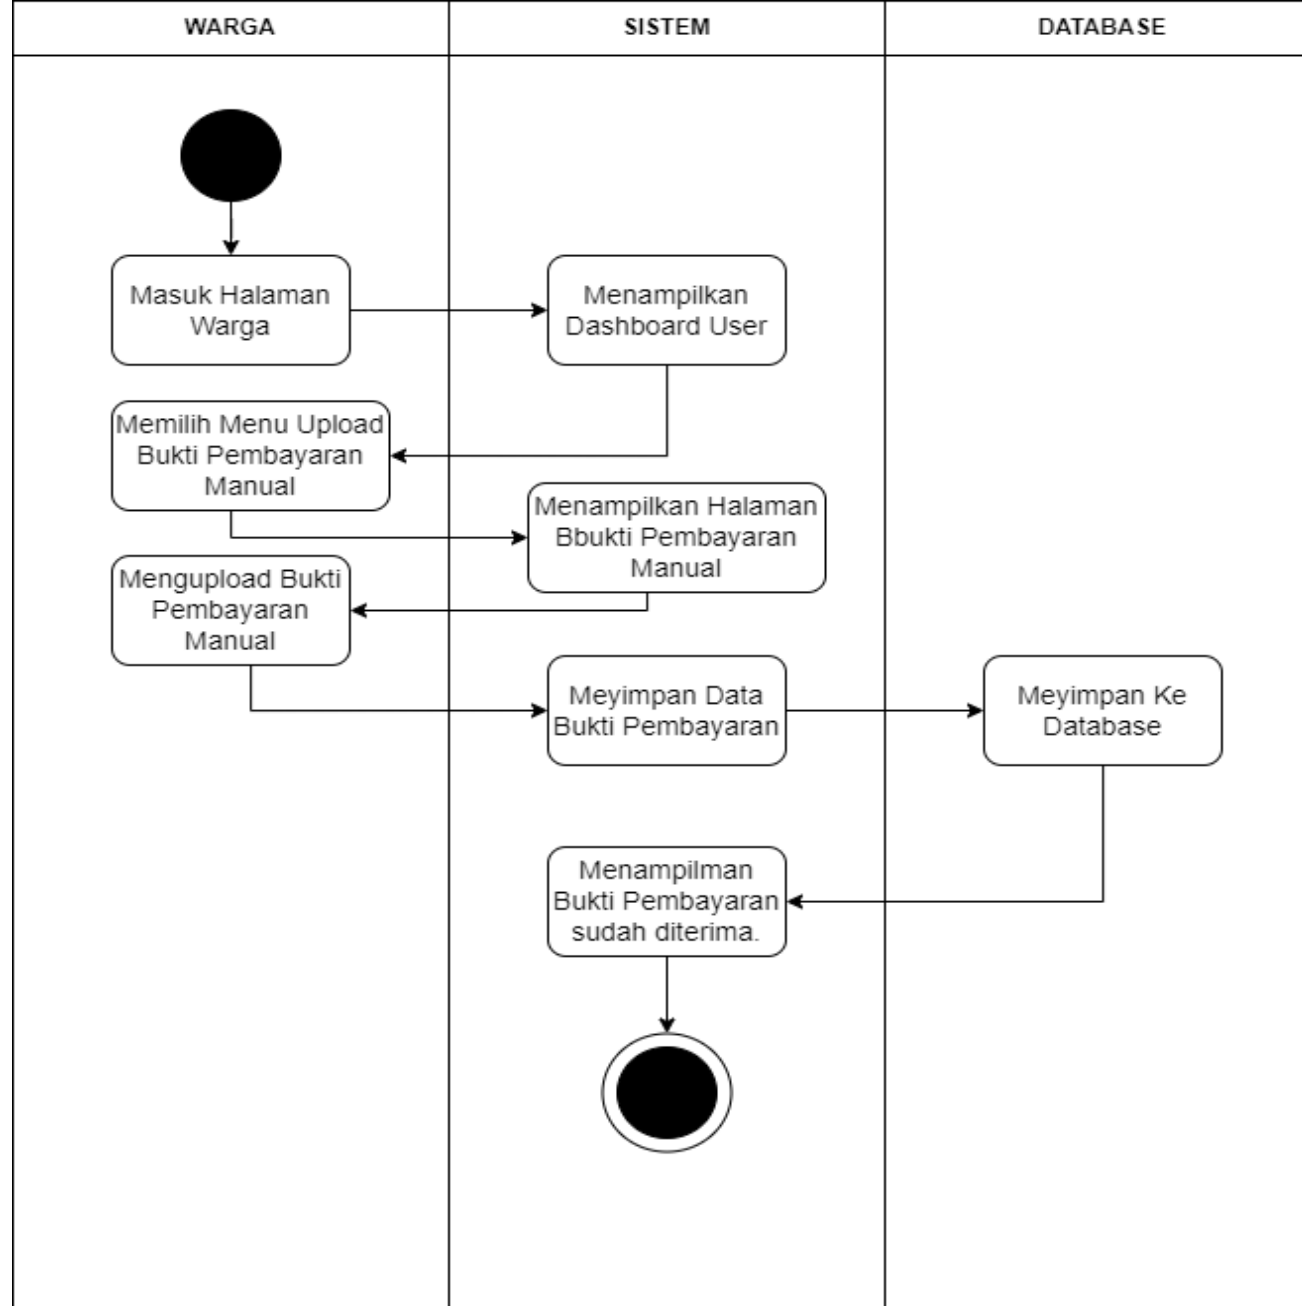 WARGA
SISTEM
DATABASE
Masuk Halaman
Warga
Menampilkan
Dashboard User
Memilih Menu Upload
Bukti Pembayaran
Manual
Menampilkan Halaman
Bbukti Pembayaran
Manual
Mengupload Bukti
Pembayaran
Manual
Meyimpan Data
Bukti Pembayaran
Meyimpan Ke
Database
Menampilman
Bukti Pembayaran
sudah diterima.